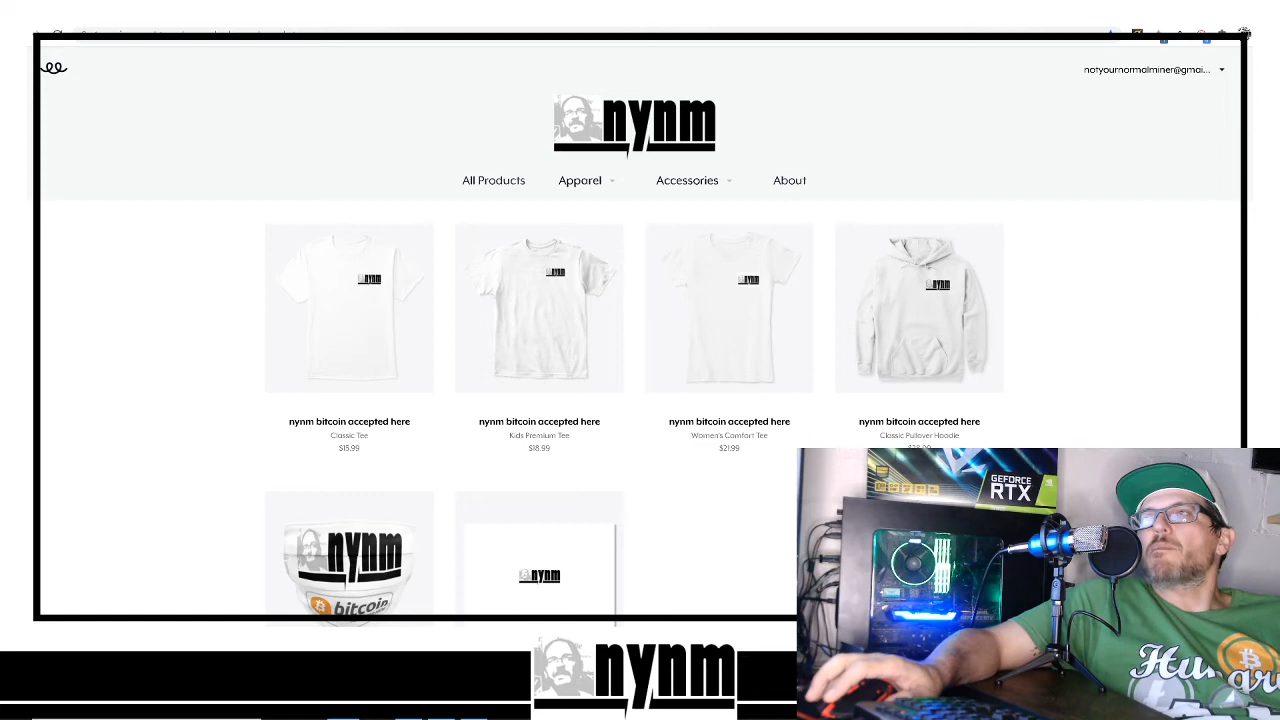 notyournormalminer@gmai...
nynm
All Products
Apparel
Accessories
About
nynm
nynm
nynm
nynm
nynm bitcoin accepted here
Classic Tee
$15.99
nynm bitcoin accepted here
Kids Premium Tee
$18.99
nynm bitcoin accepted here
Women's Comfort Tee
$21.99
nynm bitcoin accepted here
Classic Pullover Hoodie
nynm
bitcoin
nynm
GEFORCE
RTX
nynm